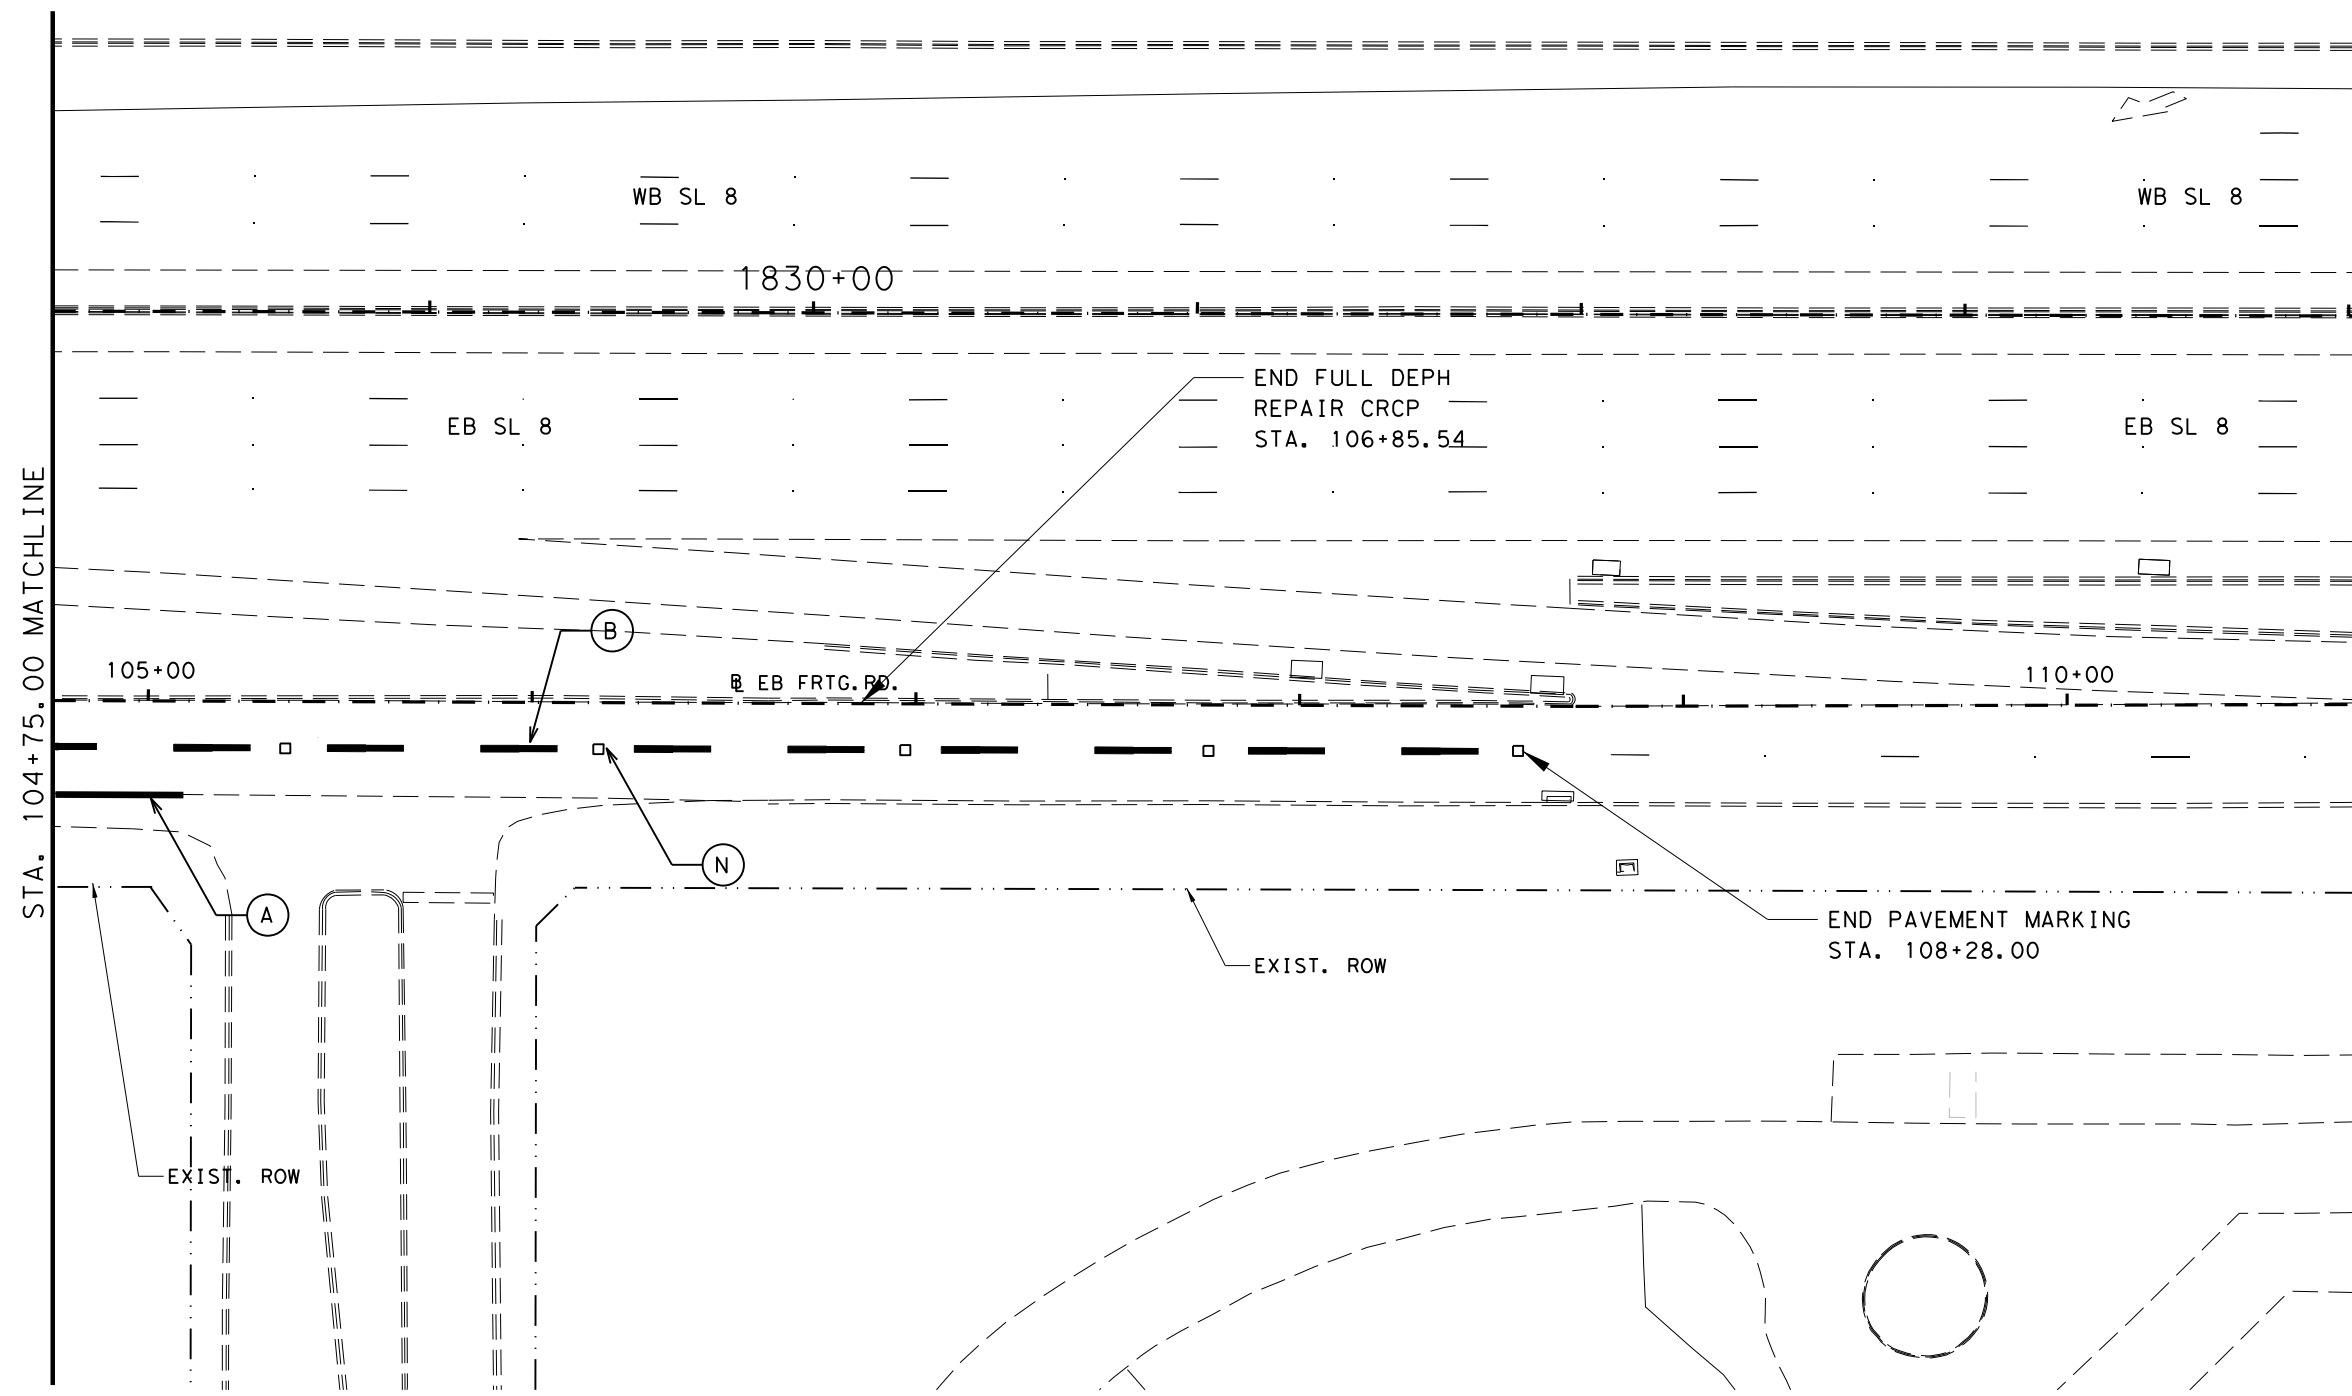 WB SL 8
WB SL 8
1830+00
END FULL DEPH
REPAIR CRCP
STA. 106+85.54
EB SL 8
EB SL 8
STA. 104+75.00 MATCHLINE
B
105+00
BL EB FRTG.RD.
110+00
N
A
END PAVEMENT MARKING
STA. 108+28.00
EXIST. ROW
EXIST. ROW